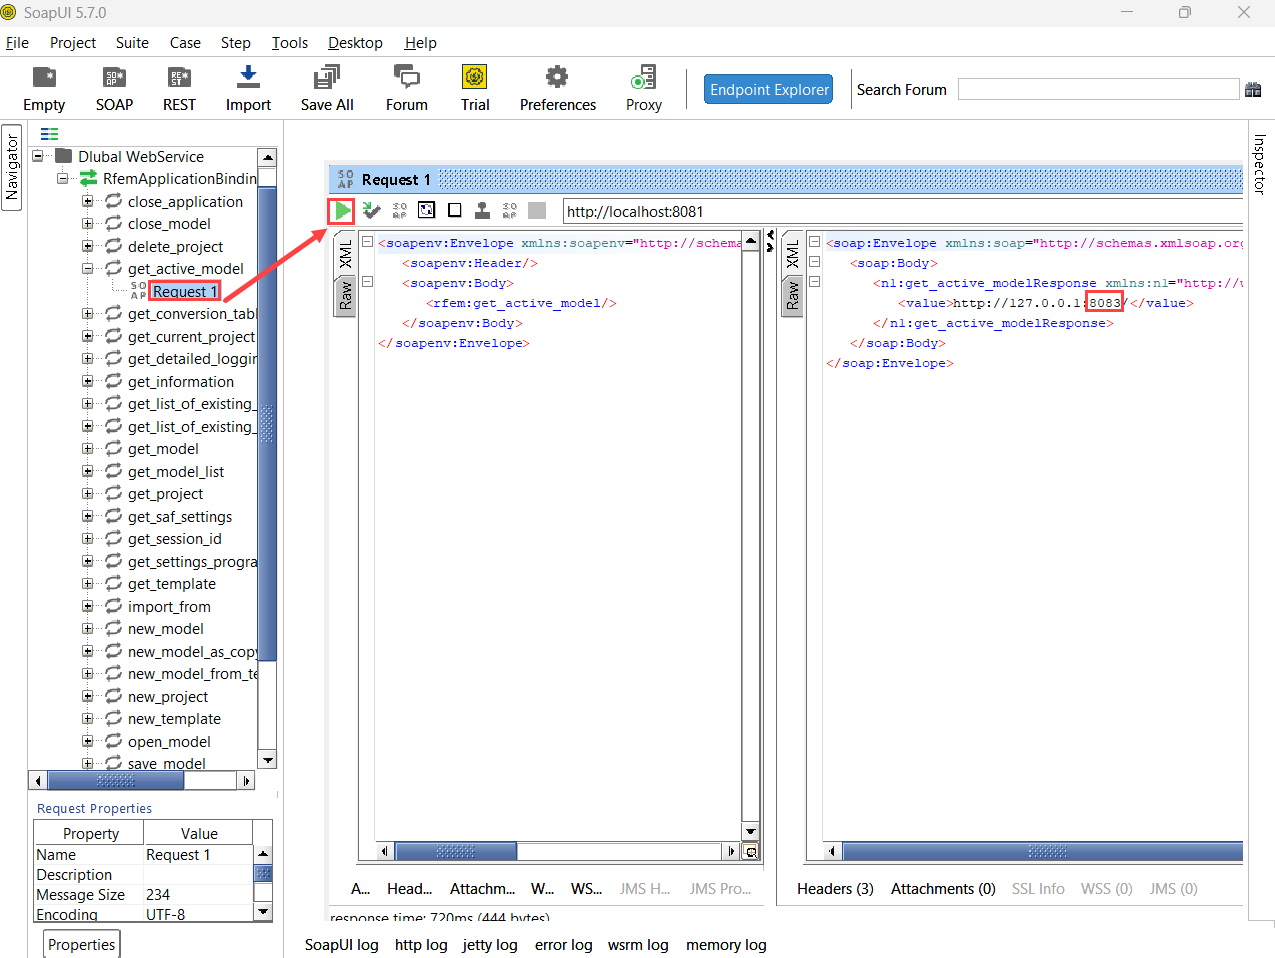 SoapUI 5.7.0
File Project Suite Case Step Tools Desktop Help
Empty SOAP REST Import Save All Forum Trial Preferences Proxy Endpoint Explorer Search Forum
Navigator
Inspector
Dlubal WebService
RfemApplicationBindin
close_application
close_model
delete_project
get_active_model
Request 1
get_conversion_tabl
get_current_project
get_detailed_loggin
get_information
get_list_of_existing_
get_list_of_existing_
get_model
get_model_list
get_project
get_saf_settings
get_session_id
get_settings_progra
get_template
import_from
new_model
new_model_as_copy
new_model_from_te
new_project
new_template
open_model
save_model
Request Properties
Property Value
Name Request 1
Description
Message Size 234
Encoding UTF-8
Properties
Request 1
http://localhost:8081
XML
Raw
<soapenv:Envelope xmlns:soapenv="http://schema
<soapenv:Header/>
<soapenv:Body>
<rfem:get_active_model/>
</soapenv:Body>
</soapenv:Envelope>
XML
Raw
<soap:Envelope xmlns:soap="http://schemas.xmlsoap.org
<soap:Body>
<n1:get_active_modelResponse xmlns:n1="http://w
<value>http://127.0.0.1:8083/</value>
</n1:get_active_modelResponse>
</soap:Body>
</soap:Envelope>
A... Head... Attachm... W... WS... JMS H... JMS Pro...
Headers (3) Attachments (0) SSL Info WSS (0) JMS (0)
response time: 720ms (444 bytes)
SoapUI log http log jetty log error log wsrm log memory log